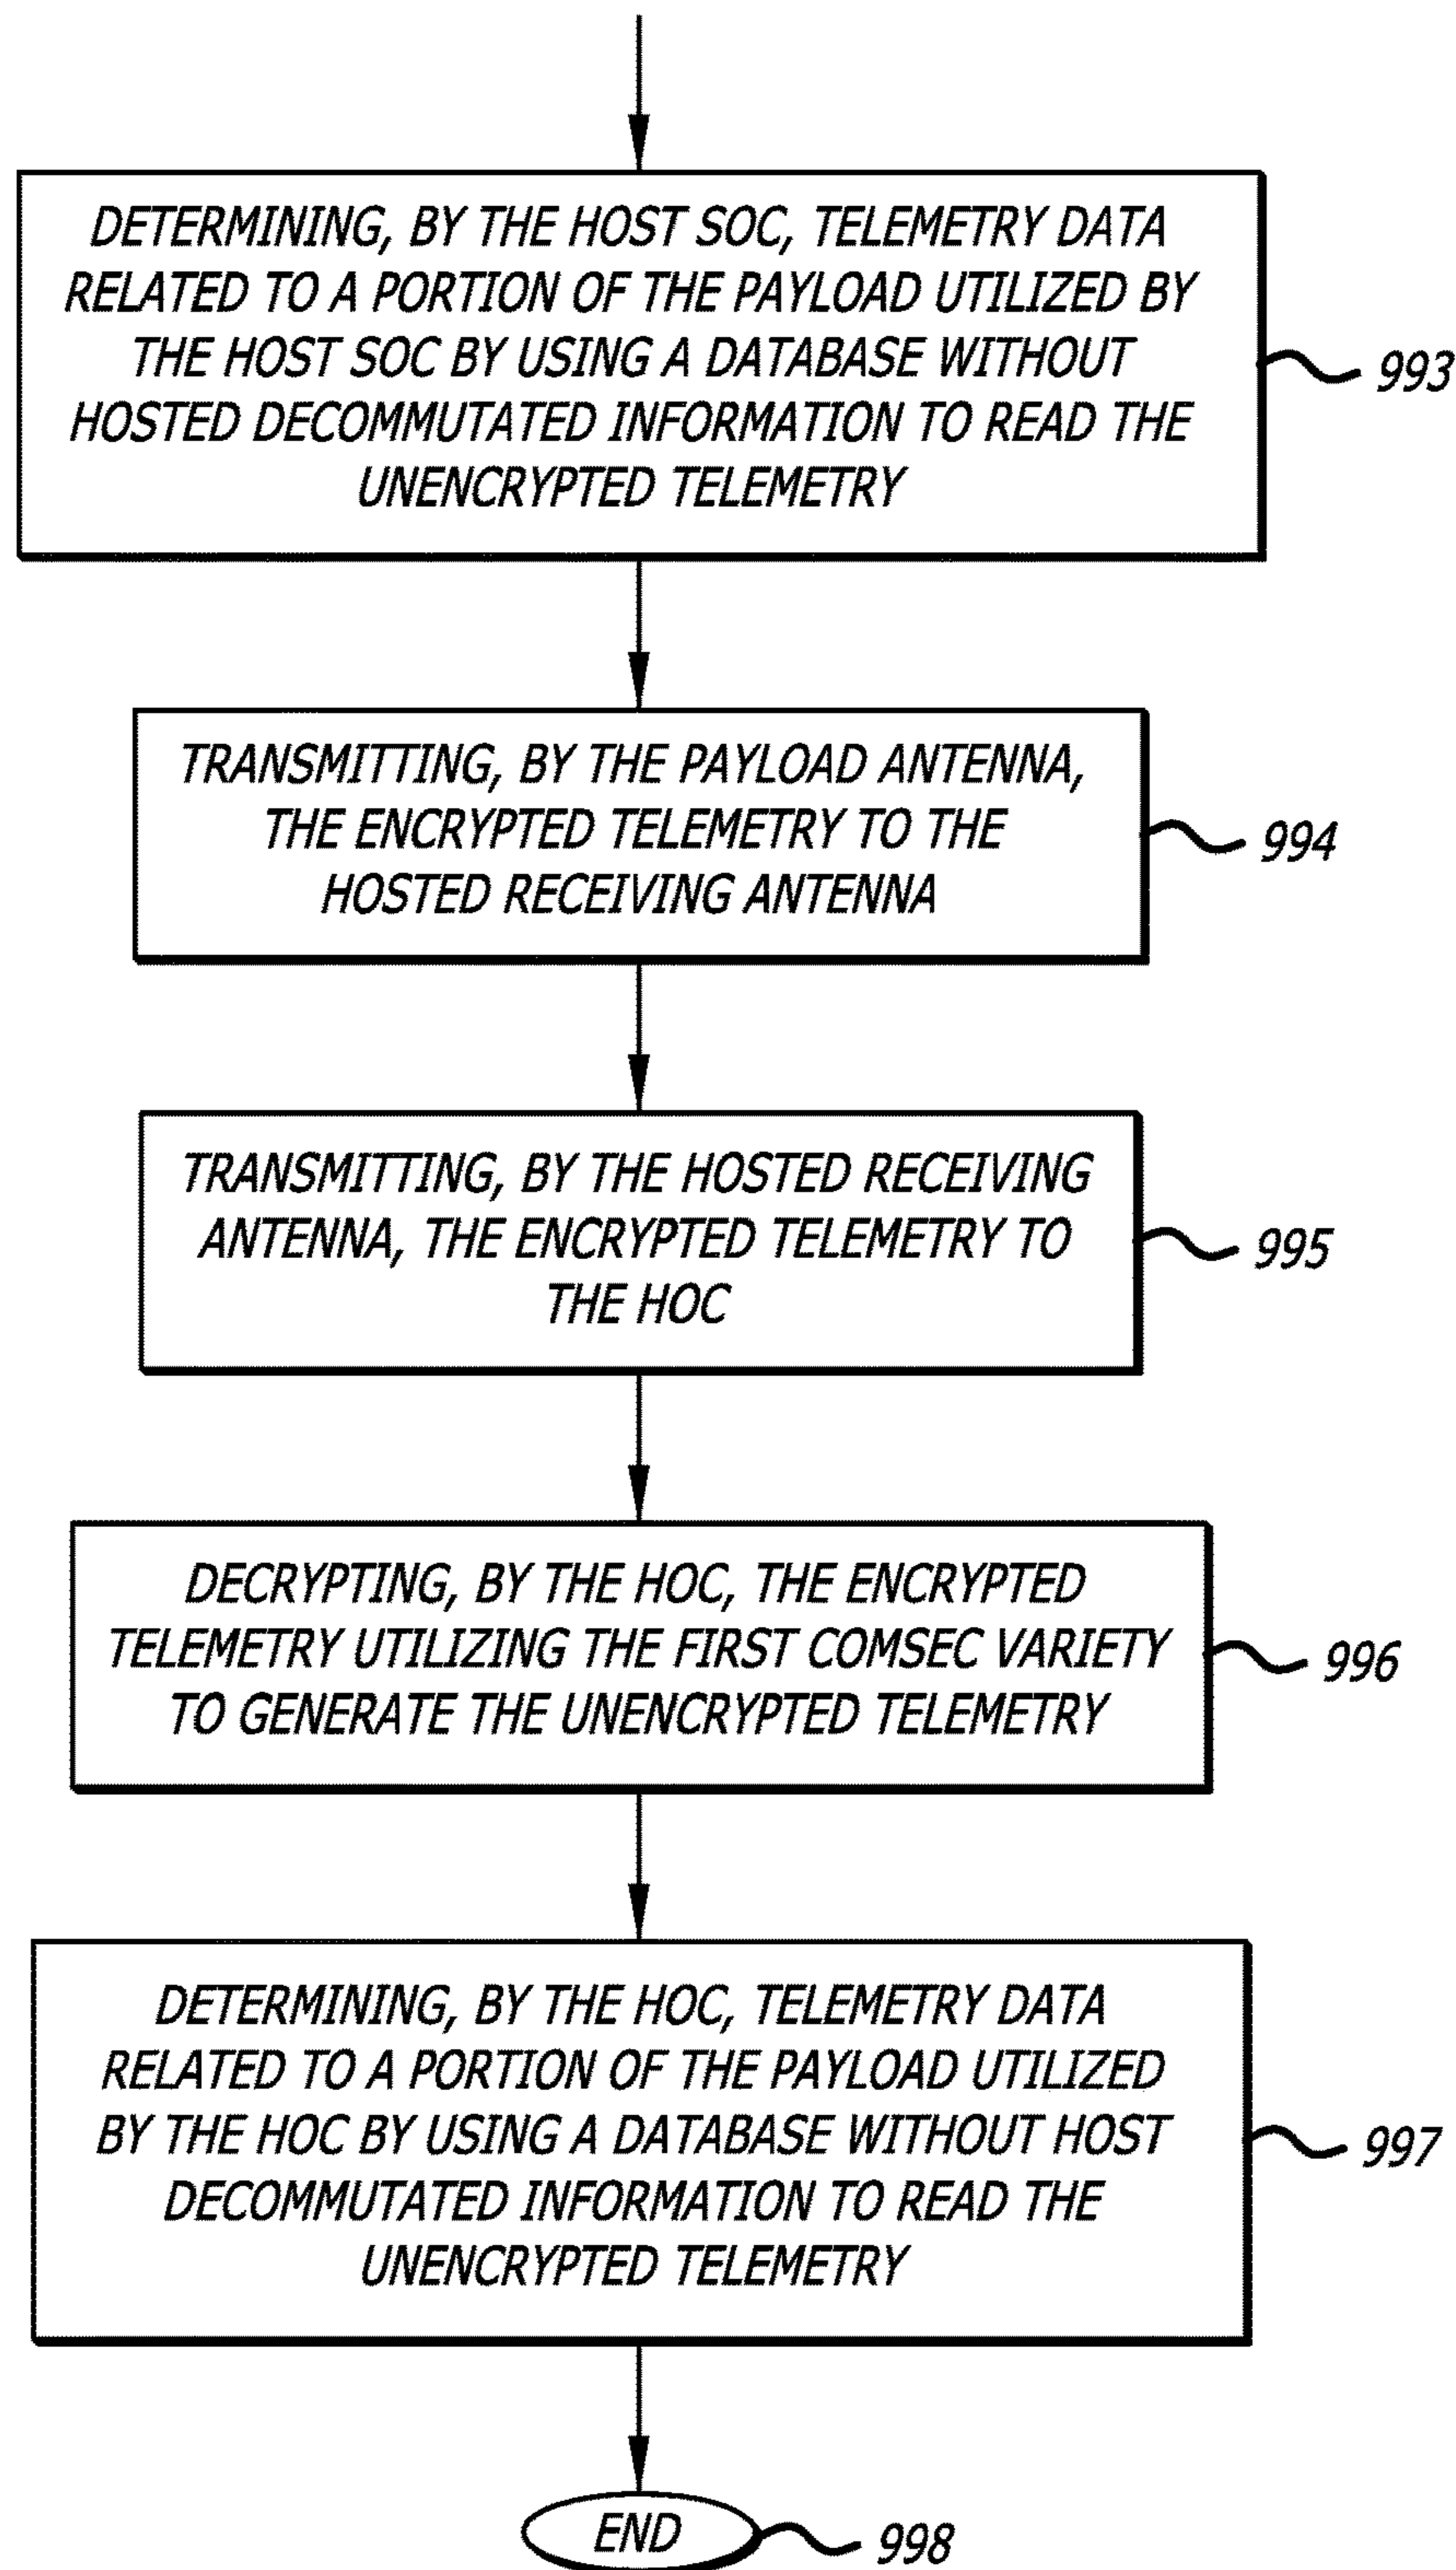 DETERMINING, BY THE HOST SOC, TELEMETRY DATA
RELATED TO A PORTION OF THE PAYLOAD UTILIZED BY
THE HOST SOC BY USING A DATABASE WITHOUT
HOSTED DECOMMUTATED INFORMATION TO READ THE
UNENCRYPTED TELEMETRY
993
TRANSMITTING, BY THE PAYLOAD ANTENNA,
THE ENCRYPTED TELEMETRY TO THE
HOSTED RECEIVING ANTENNA
994
TRANSMITTING, BY THE HOSTED RECEIVING
ANTENNA, THE ENCRYPTED TELEMETRY TO
THE HOC
995
DECRYPTING, BY THE HOC, THE ENCRYPTED
TELEMETRY UTILIZING THE FIRST COMSEC VARIETY
TO GENERATE THE UNENCRYPTED TELEMETRY
996
DETERMINING, BY THE HOC, TELEMETRY DATA
RELATED TO A PORTION OF THE PAYLOAD UTILIZED
BY THE HOC BY USING A DATABASE WITHOUT HOST
DECOMMUTATED INFORMATION TO READ THE
UNENCRYPTED TELEMETRY
997
END
998